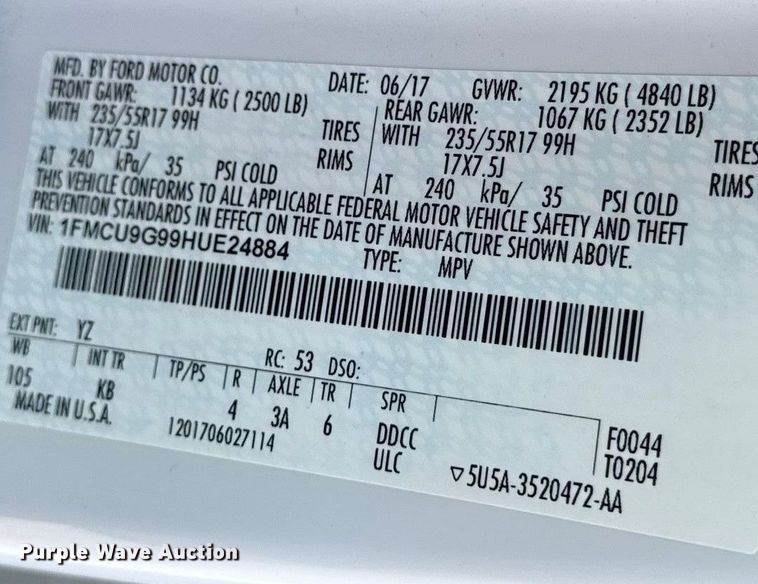 MFD. BY FORD MOTOR CO.
DATE: 06/17 GVWR: 2195 KG ( 4840 LB)
FRONT GAWR: 1134 KG ( 2500 LB) REAR GAWR: 1067 KG ( 2352 LB)
WITH 235/55R17 99H TIRES WITH 235/55R17 99H TIRES
17X7.5J RIMS 17X7.5J RIMS
AT 240 kPa/ 35 PSI COLD AT 240 kPa/ 35 PSI COLD
THIS VEHICLE CONFORMS TO ALL APPLICABLE FEDERAL MOTOR VEHICLE SAFETY AND THEFT
PREVENTION STANDARDS IN EFFECT ON THE DATE OF MANUFACTURE SHOWN ABOVE.
VIN: 1FMCU9G99HUE24884 TYPE: MPV
EXT PNT: YZ RC: 53 DSO:
WB INT TR TP/PS R AXLE TR SPR
105 KB 4 3A 6 DDCC F0044
MADE IN U.S.A. 1201706027114 ULC T0204
▽5U5A-3520472-AA
Purple Wave Auction